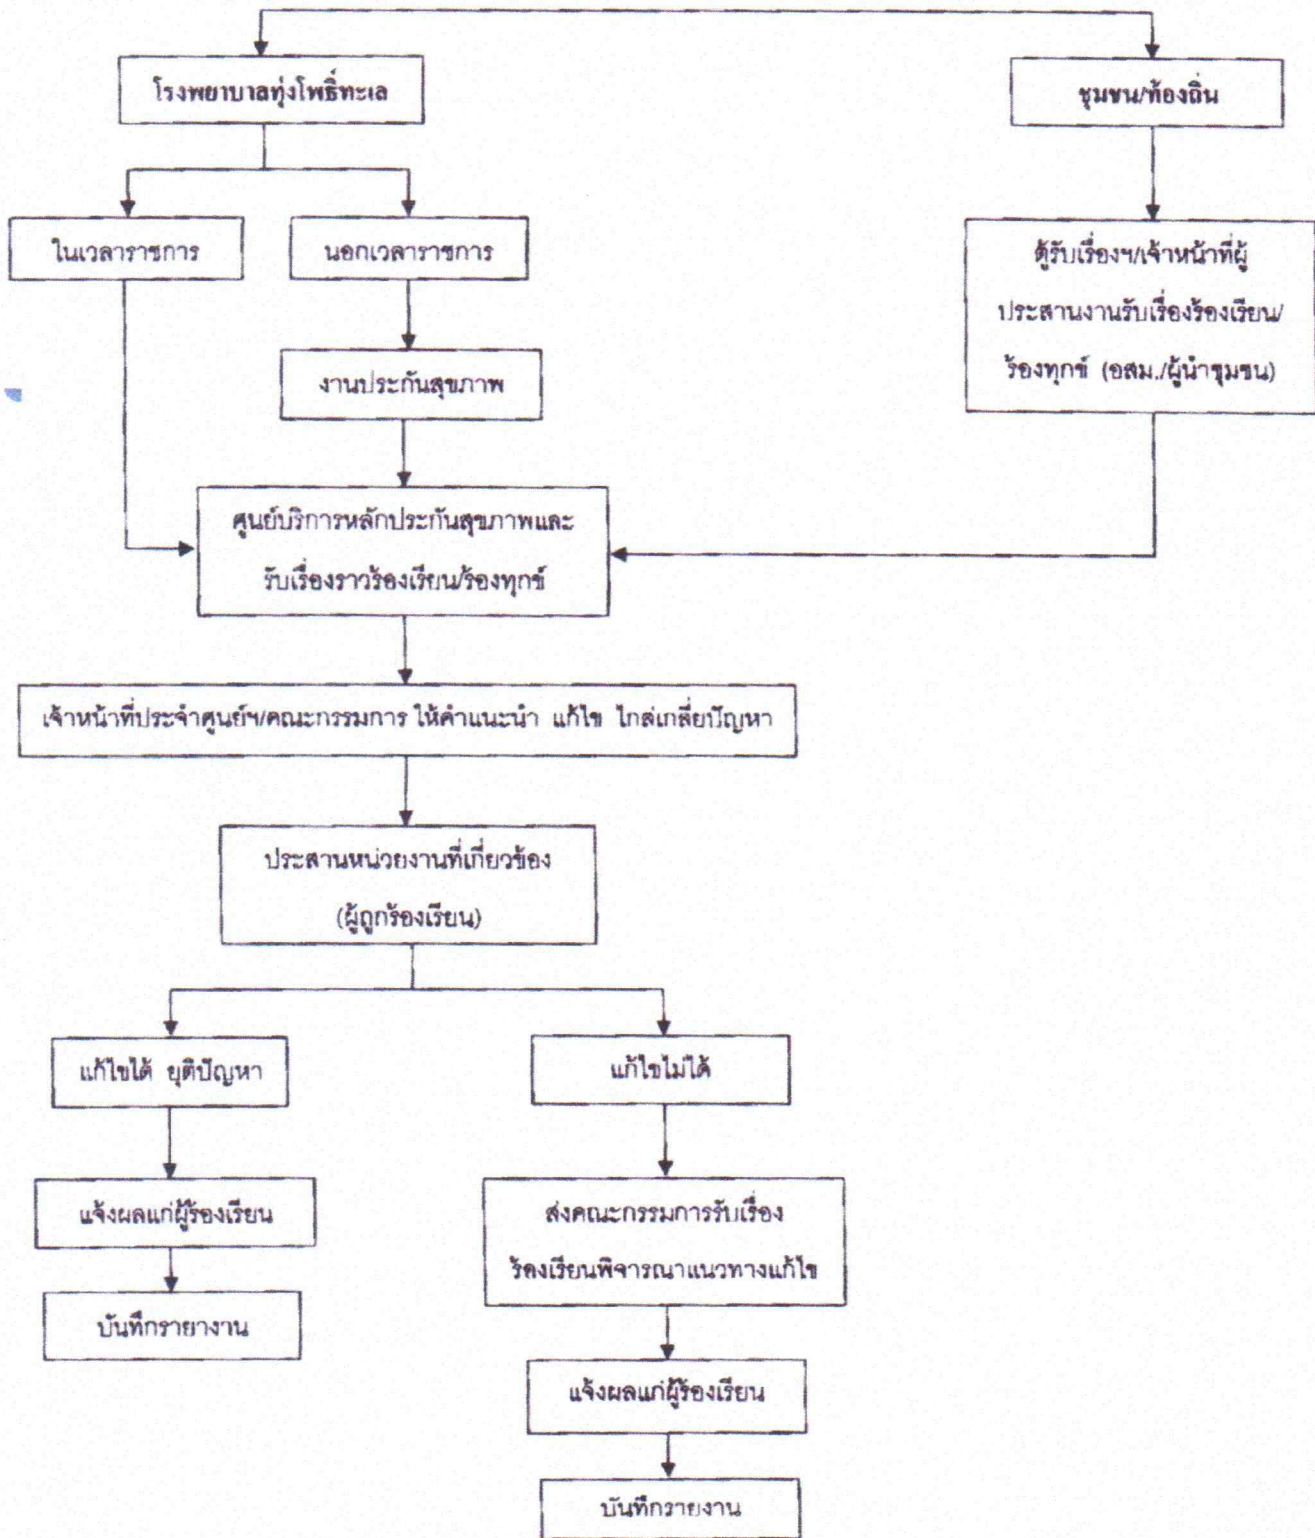 โรงพยาบาลทุ่งโพธิ์ทะเล
ชุมชน/ท้องถิ่น
ในเวลาราชการ
นอกเวลาราชการ
ตู้รับเรื่องฯ/เจ้าหน้าที่ผู้
ประสานงานรับเรื่องร้องเรียน/
ร้องทุกข์ (อสม./ผู้นำชุมชน)
งานประกันสุขภาพ
ศูนย์บริการหลักประกันสุขภาพและ
รับเรื่องราวร้องเรียน/ร้องทุกข์
เจ้าหน้าที่ประจำศูนย์ฯ/คณะกรรมการ ให้คำแนะนำ แก้ไข ไกล่เกลี่ยปัญหา
ประสานหน่วยงานที่เกี่ยวข้อง
(ผู้ถูกร้องเรียน)
แก้ไขได้ ยุติปัญหา
แก้ไขไม่ได้
แจ้งผลแก่ผู้ร้องเรียน
ส่งคณะกรรมการรับเรื่อง
ร้องเรียนพิจารณาแนวทางแก้ไข
บันทึกรายางาน
แจ้งผลแก่ผู้ร้องเรียน
บันทึกรายงาน